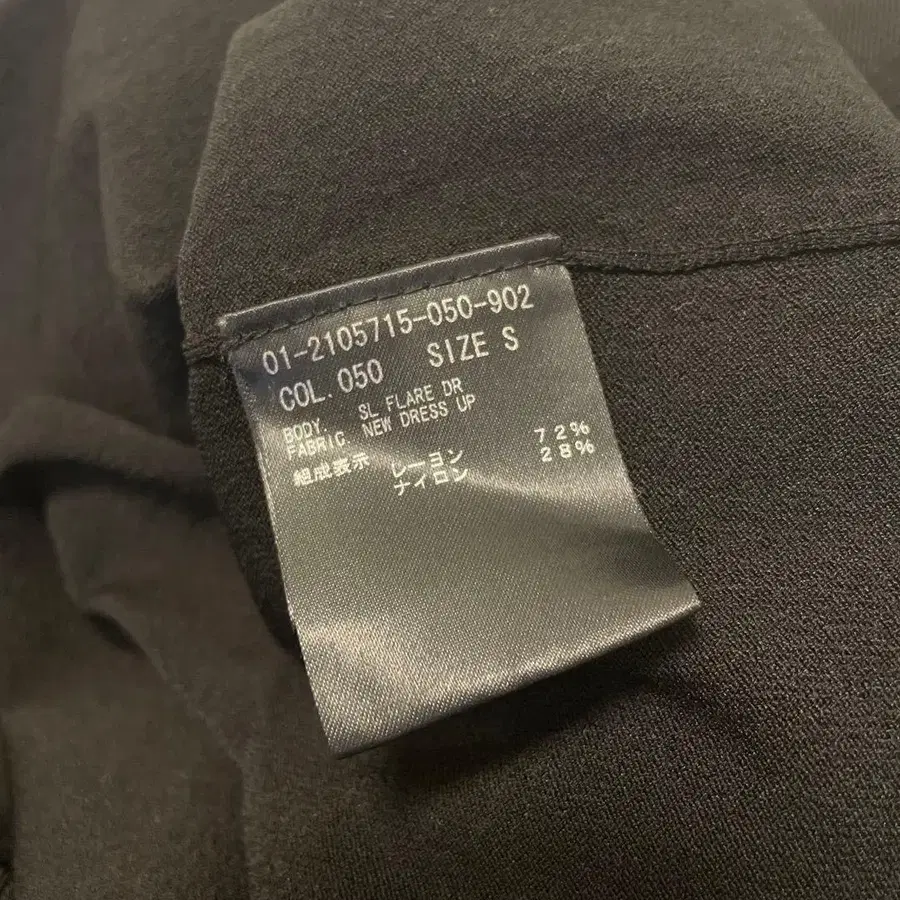 01-2105715-050-902
COL.050 SIZE S
BODY. SL FLARE DR
FABRIC NEW DRESS UP
組成表示 レーヨン 72%
ナイロン 28%